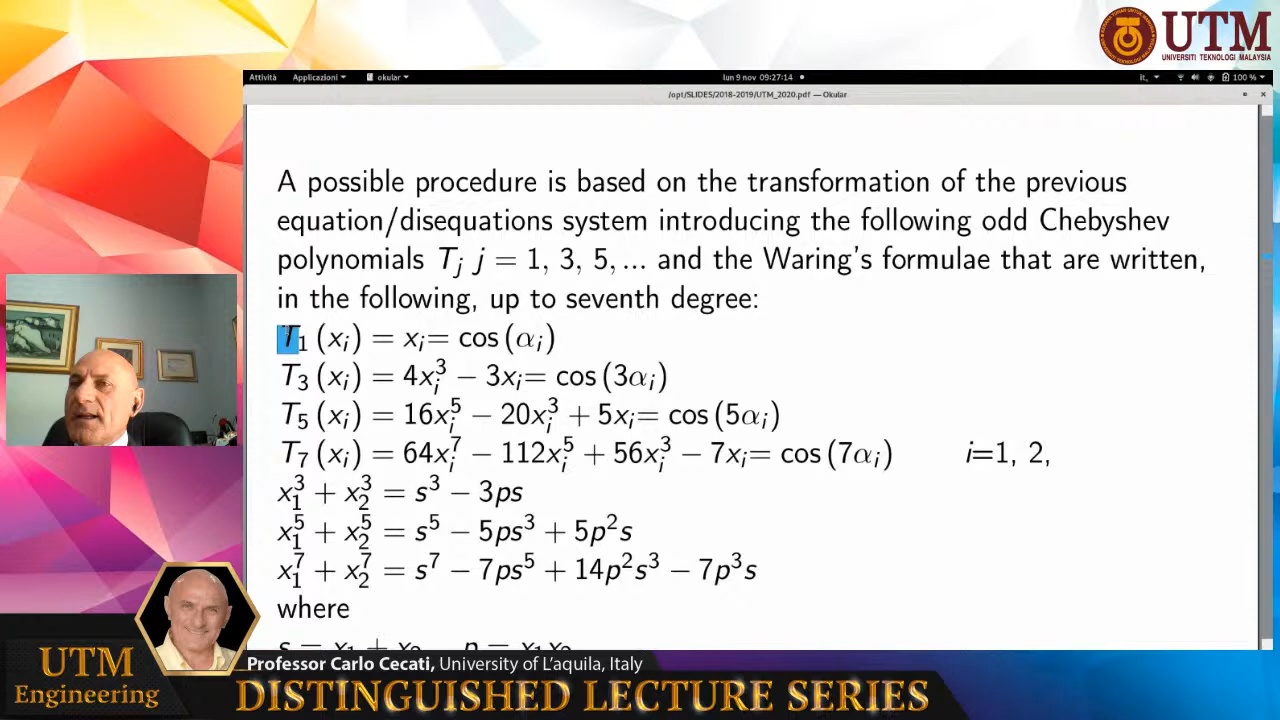 UTM
UNIVERSITI TEKNOLOGI MALAYSIA
Attività Applicazioni okular lun 9 nov 09:27:14 it, 100 %
/opt/SLIDES/2018-2019/UTM_2020.pdf — Okular
A possible procedure is based on the transformation of the previous
equation/disequations system introducing the following odd Chebyshev
polynomials T_j j = 1, 3, 5, ... and the Waring's formulae that are written,
in the following, up to seventh degree:
T_1 (x_i) = x_i = cos (α_i)
T_3 (x_i) = 4x_i^3 − 3x_i = cos (3α_i)
T_5 (x_i) = 16x_i^5 − 20x_i^3 + 5x_i = cos (5α_i)
T_7 (x_i) = 64x_i^7 − 112x_i^5 + 56x_i^3 − 7x_i = cos (7α_i) i=1, 2,
x_1^3 + x_2^3 = s^3 − 3ps
x_1^5 + x_2^5 = s^5 − 5ps^3 + 5p^2s
x_1^7 + x_2^7 = s^7 − 7ps^5 + 14p^2s^3 − 7p^3s
where
s = x_1 + x_2 p = x_1x_2
Professor Carlo Cecati, University of L'aquila, Italy
UTM
Engineering
DISTINGUISHED LECTURE SERIES